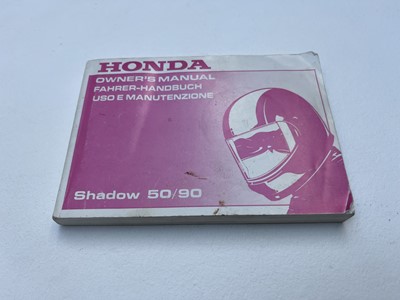 HONDA
OWNER'S MANUAL
FAHRER-HANDBUCH
USO E MANUTENZIONE
Shadow 50/90